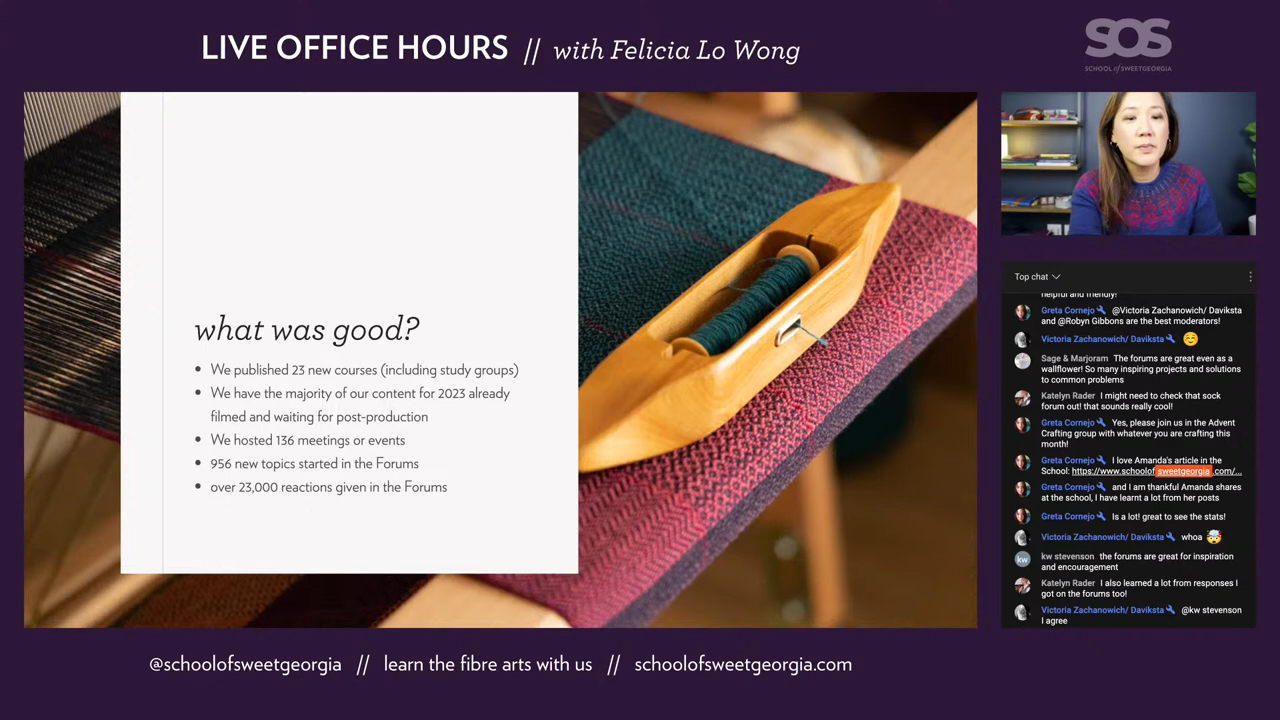 LIVE OFFICE HOURS // with Felicia Lo Wong
SOS
SCHOOL of SWEETGEORGIA
what was good?
• We published 23 new courses (including study groups)
• We have the majority of our content for 2023 already
filmed and waiting for post-production
• We hosted 136 meetings or events
• 956 new topics started in the Forums
• over 23,000 reactions given in the Forums
Top chat
helpful and friendly!
Greta Cornejo @Victoria Zachanowich/ Daviksta
and @Robyn Gibbons are the best moderators!
Victoria Zachanowich/ Daviksta 😊
Sage & Marjoram The forums are great even as a
wallflower! So many inspiring projects and solutions
to common problems
Katelyn Rader I might need to check that sock
forum out! that sounds really cool!
Greta Cornejo Yes, please join us in the Advent
Crafting group with whatever you are crafting this
month!
Greta Cornejo I love Amanda's article in the
School: https://www.schoolofsweetgeorgia.com/...
Greta Cornejo and I am thankful Amanda shares
at the school, I have learnt a lot from her posts
Greta Cornejo Is a lot! great to see the stats!
Victoria Zachanowich/ Daviksta whoa 🤯
kw
kw stevenson the forums are great for inspiration
and encouragement
Katelyn Rader I also learned a lot from responses I
got on the forums too!
Victoria Zachanowich/ Daviksta @kw stevenson
I agree
@schoolofsweetgeorgia // learn the fibre arts with us // schoolofsweetgeorgia.com